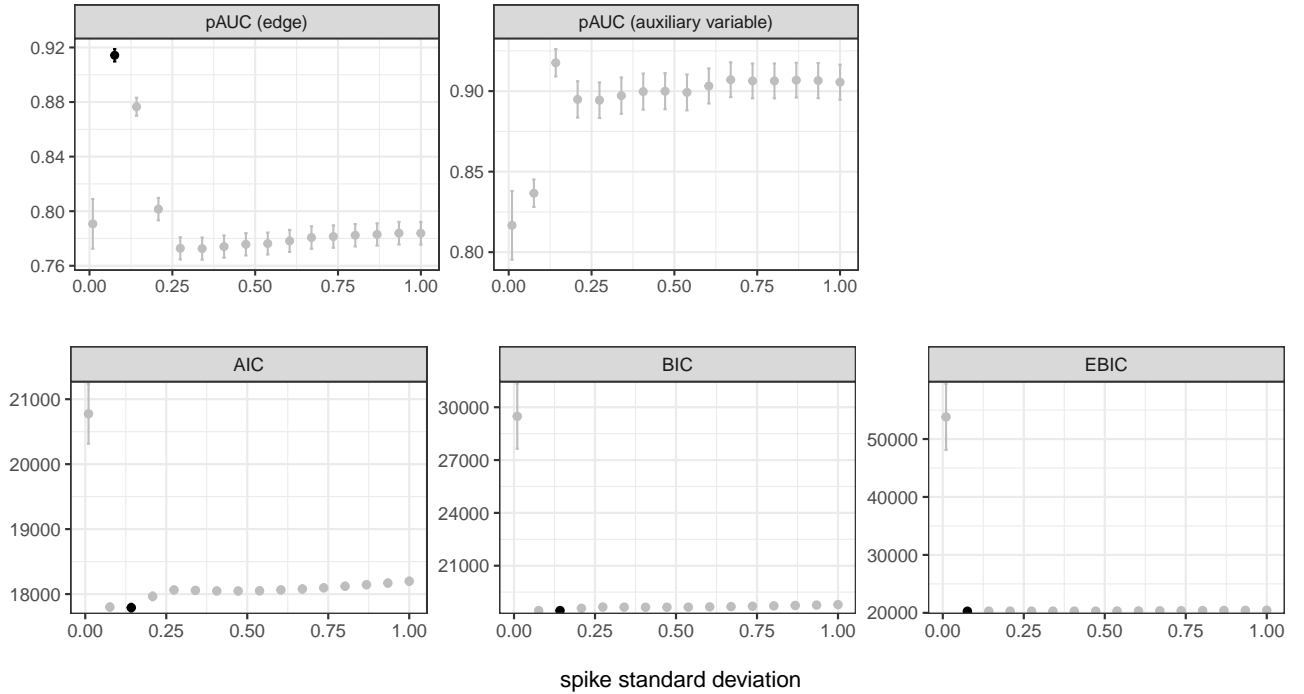 pAUC (edge)
pAUC (auxiliary variable)
0.92
0.88
0.84
0.80
0.76
0.90
0.85
0.80
0.00 0.25 0.50 0.75 1.00
0.00 0.25 0.50 0.75 1.00
AIC
BIC
EBIC
21000
20000
19000
18000
30000
27000
24000
21000
50000
40000
30000
20000
0.00 0.25 0.50 0.75 1.00
0.00 0.25 0.50 0.75 1.00
0.00 0.25 0.50 0.75 1.00
spike standard deviation